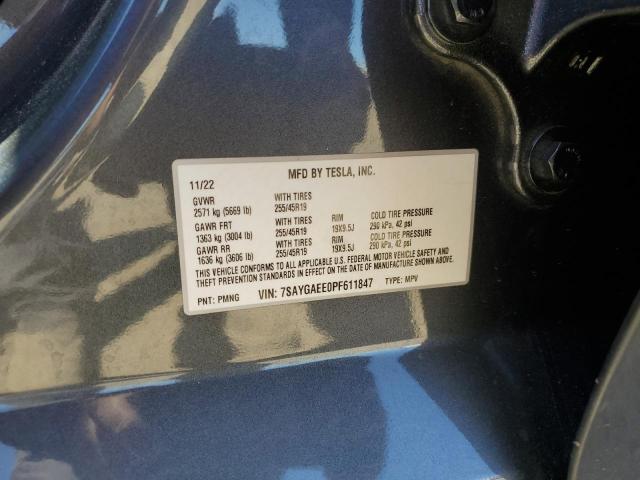 MFD BY TESLA, INC.
11/22
GVWR WITH TIRES
2571 kg (5669 lb) 255/45R19
GAWR FRT WITH TIRES RIM COLD TIRE PRESSURE
1363 kg (3004 lb) 255/45R19 19X9.5J 290 kPa, 42 psi
GAWR RR WITH TIRES RIM COLD TIRE PRESSURE
1636 kg (3606 lb) 255/45R19 19X9.5J 290 kPa, 42 psi
THIS VEHICLE CONFORMS TO ALL APPLICABLE U.S. FEDERAL MOTOR VEHICLE SAFETY AND
THEFT PREVENTION STANDARDS IN EFFECT ON THE DATE OF MANUFACTURE SHOWN ABOVE.
PNT: PMNG VIN: 7SAYGAEE0PF611847 TYPE: MPV